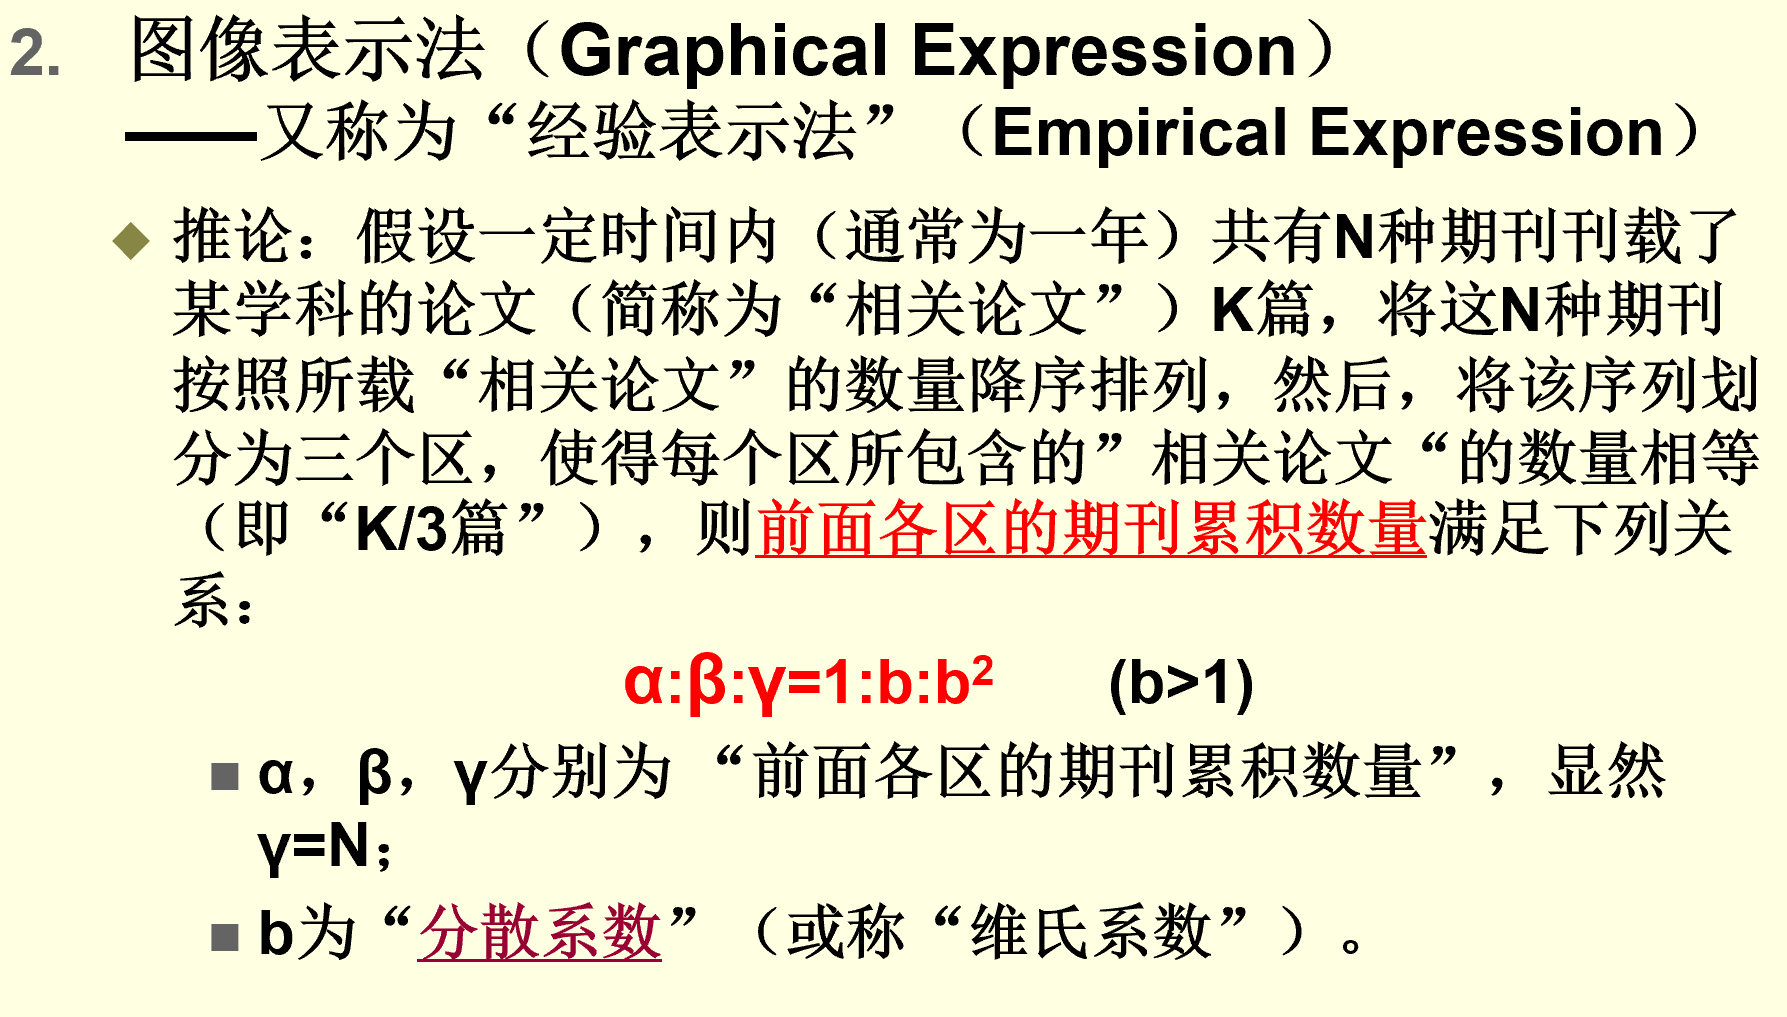 2. 图像表示法（Graphical Expression）
——又称为“经验表示法”（Empirical Expression）
◆ 推论：假设一定时间内（通常为一年）共有N种期刊刊载了
某学科的论文（简称为“相关论文”）K篇，将这N种期刊
按照所载“相关论文”的数量降序排列，然后，将该序列划
分为三个区，使得每个区所包含的”相关论文“的数量相等
（即“K/3篇”），则前面各区的期刊累积数量满足下列关
系：
α:β:γ=1:b:b² (b>1)
■ α，β，γ分别为 “前面各区的期刊累积数量”，显然
γ=N；
■ b为“分散系数”（或称“维氏系数”）。